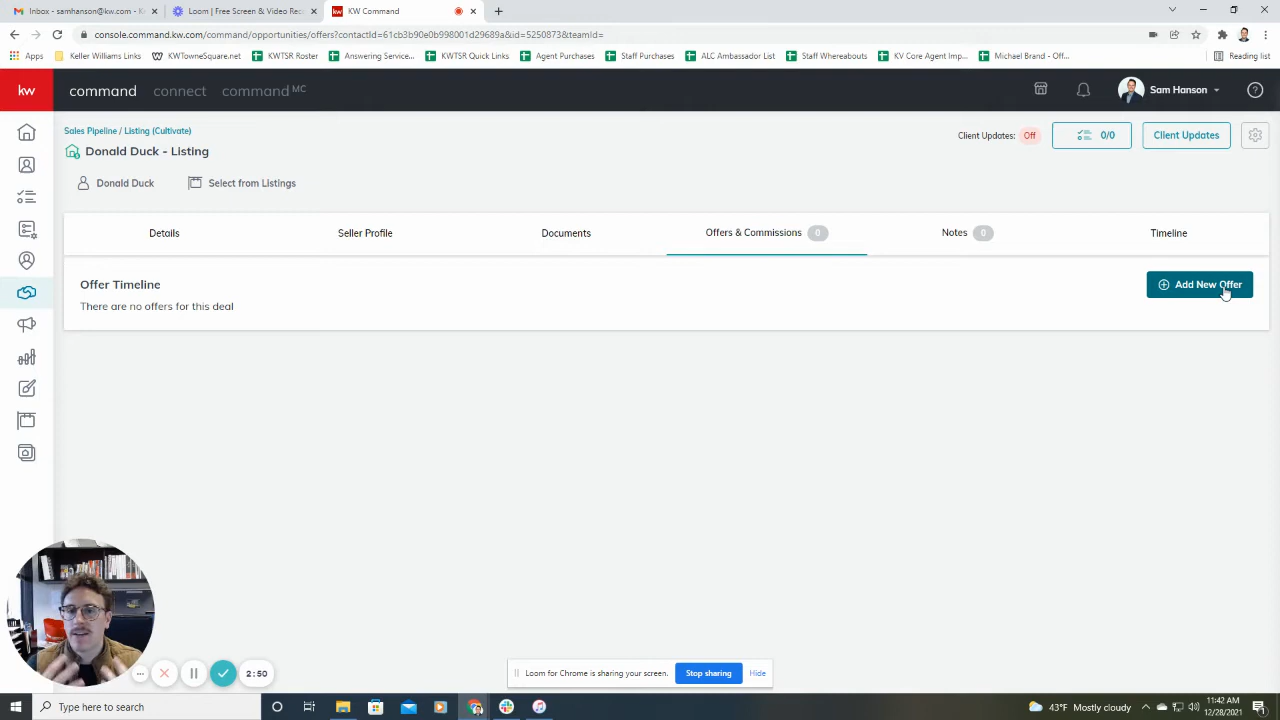 Inbox - samhanson@kw.com - K
Loom | Free Screen & Video Rec
KW Command
console.command.kw.com/command/opportunities/offers?contactId=61cb3b90e0b998001d29689a&id=5250873&teamId=
Apps
Keller Williams Links
KWTowneSquare.net
KWTSR Roster
Answering Service...
KWTSR Quick Links
Agent Purchases
Staff Purchases
ALC Ambassador List
Staff Whereabouts
KV Core Agent Imp...
Michael Brand - Off...
Reading list
kw
command
connect
command MC
Sam Hanson
Sales Pipeline / Listing (Cultivate)
Client Updates: Off
0/0
Client Updates
Donald Duck - Listing
Donald Duck
Select from Listings
Details
Seller Profile
Documents
Offers & Commissions 0
Notes 0
Timeline
Offer Timeline
Add New Offer
There are no offers for this deal
2:50
Loom for Chrome is sharing your screen.
Stop sharing
Hide
Type here to search
43°F Mostly cloudy
11:42 AM
12/28/2021
1